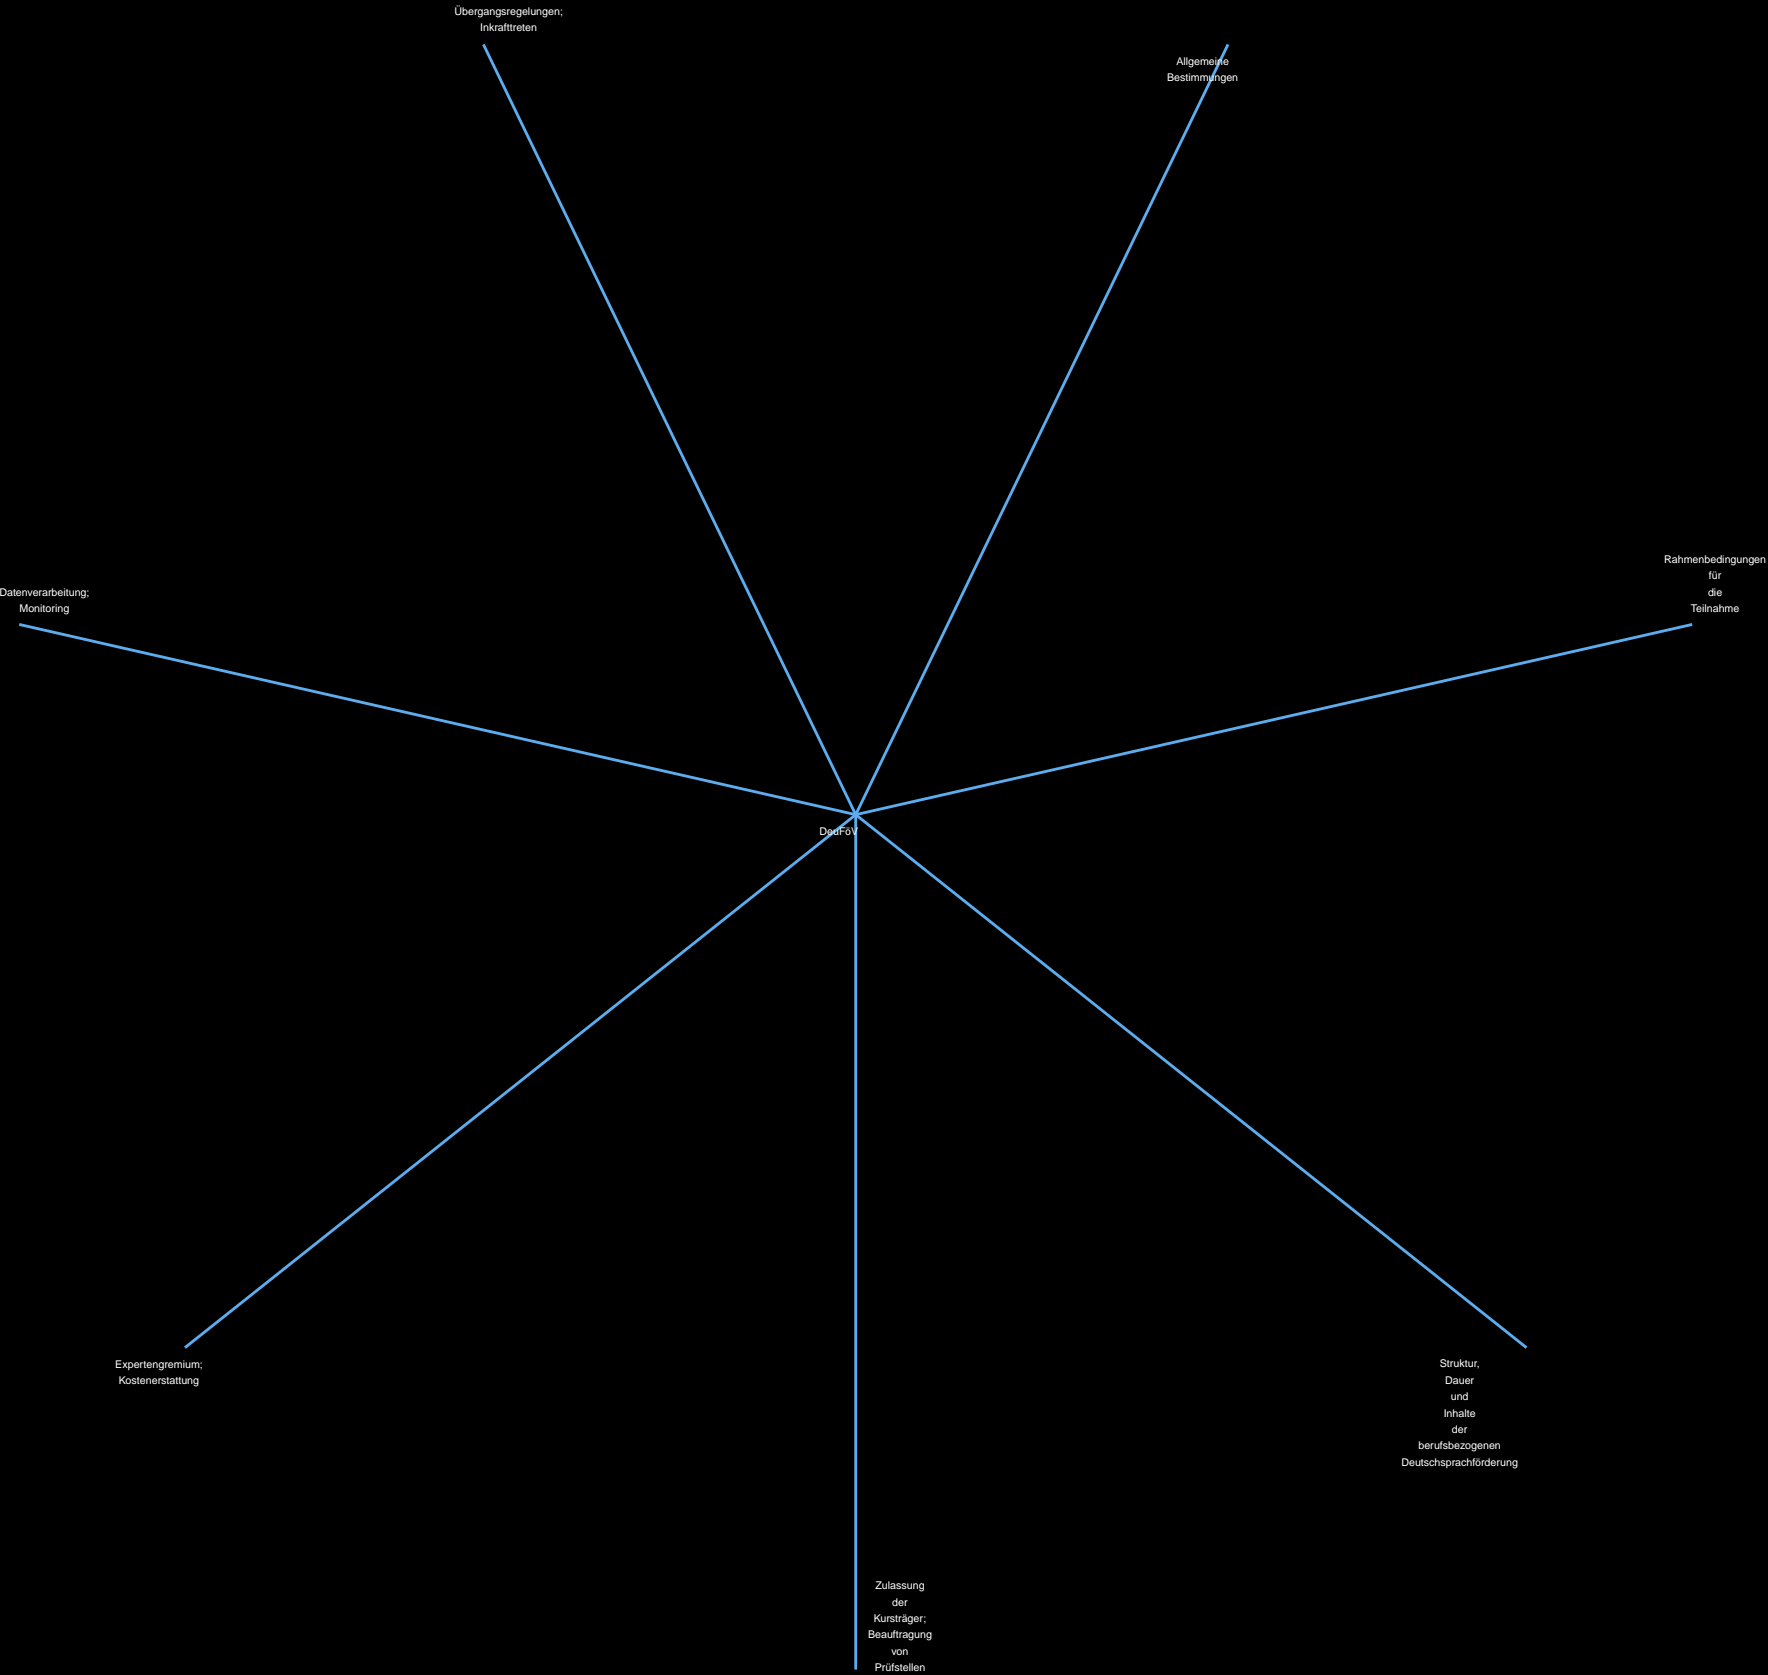 Übergangsregelungen;
Inkrafttreten
Allgemeine
Bestimmungen
Rahmenbedingungen
für
die
Teilnahme
Datenverarbeitung;
Monitoring
DeuFöV
Expertengremium;
Kostenerstattung
Struktur,
Dauer
und
Inhalte
der
berufsbezogenen
Deutschsprachförderung
Zulassung
der
Kursträger;
Beauftragung
von
Prüfstellen